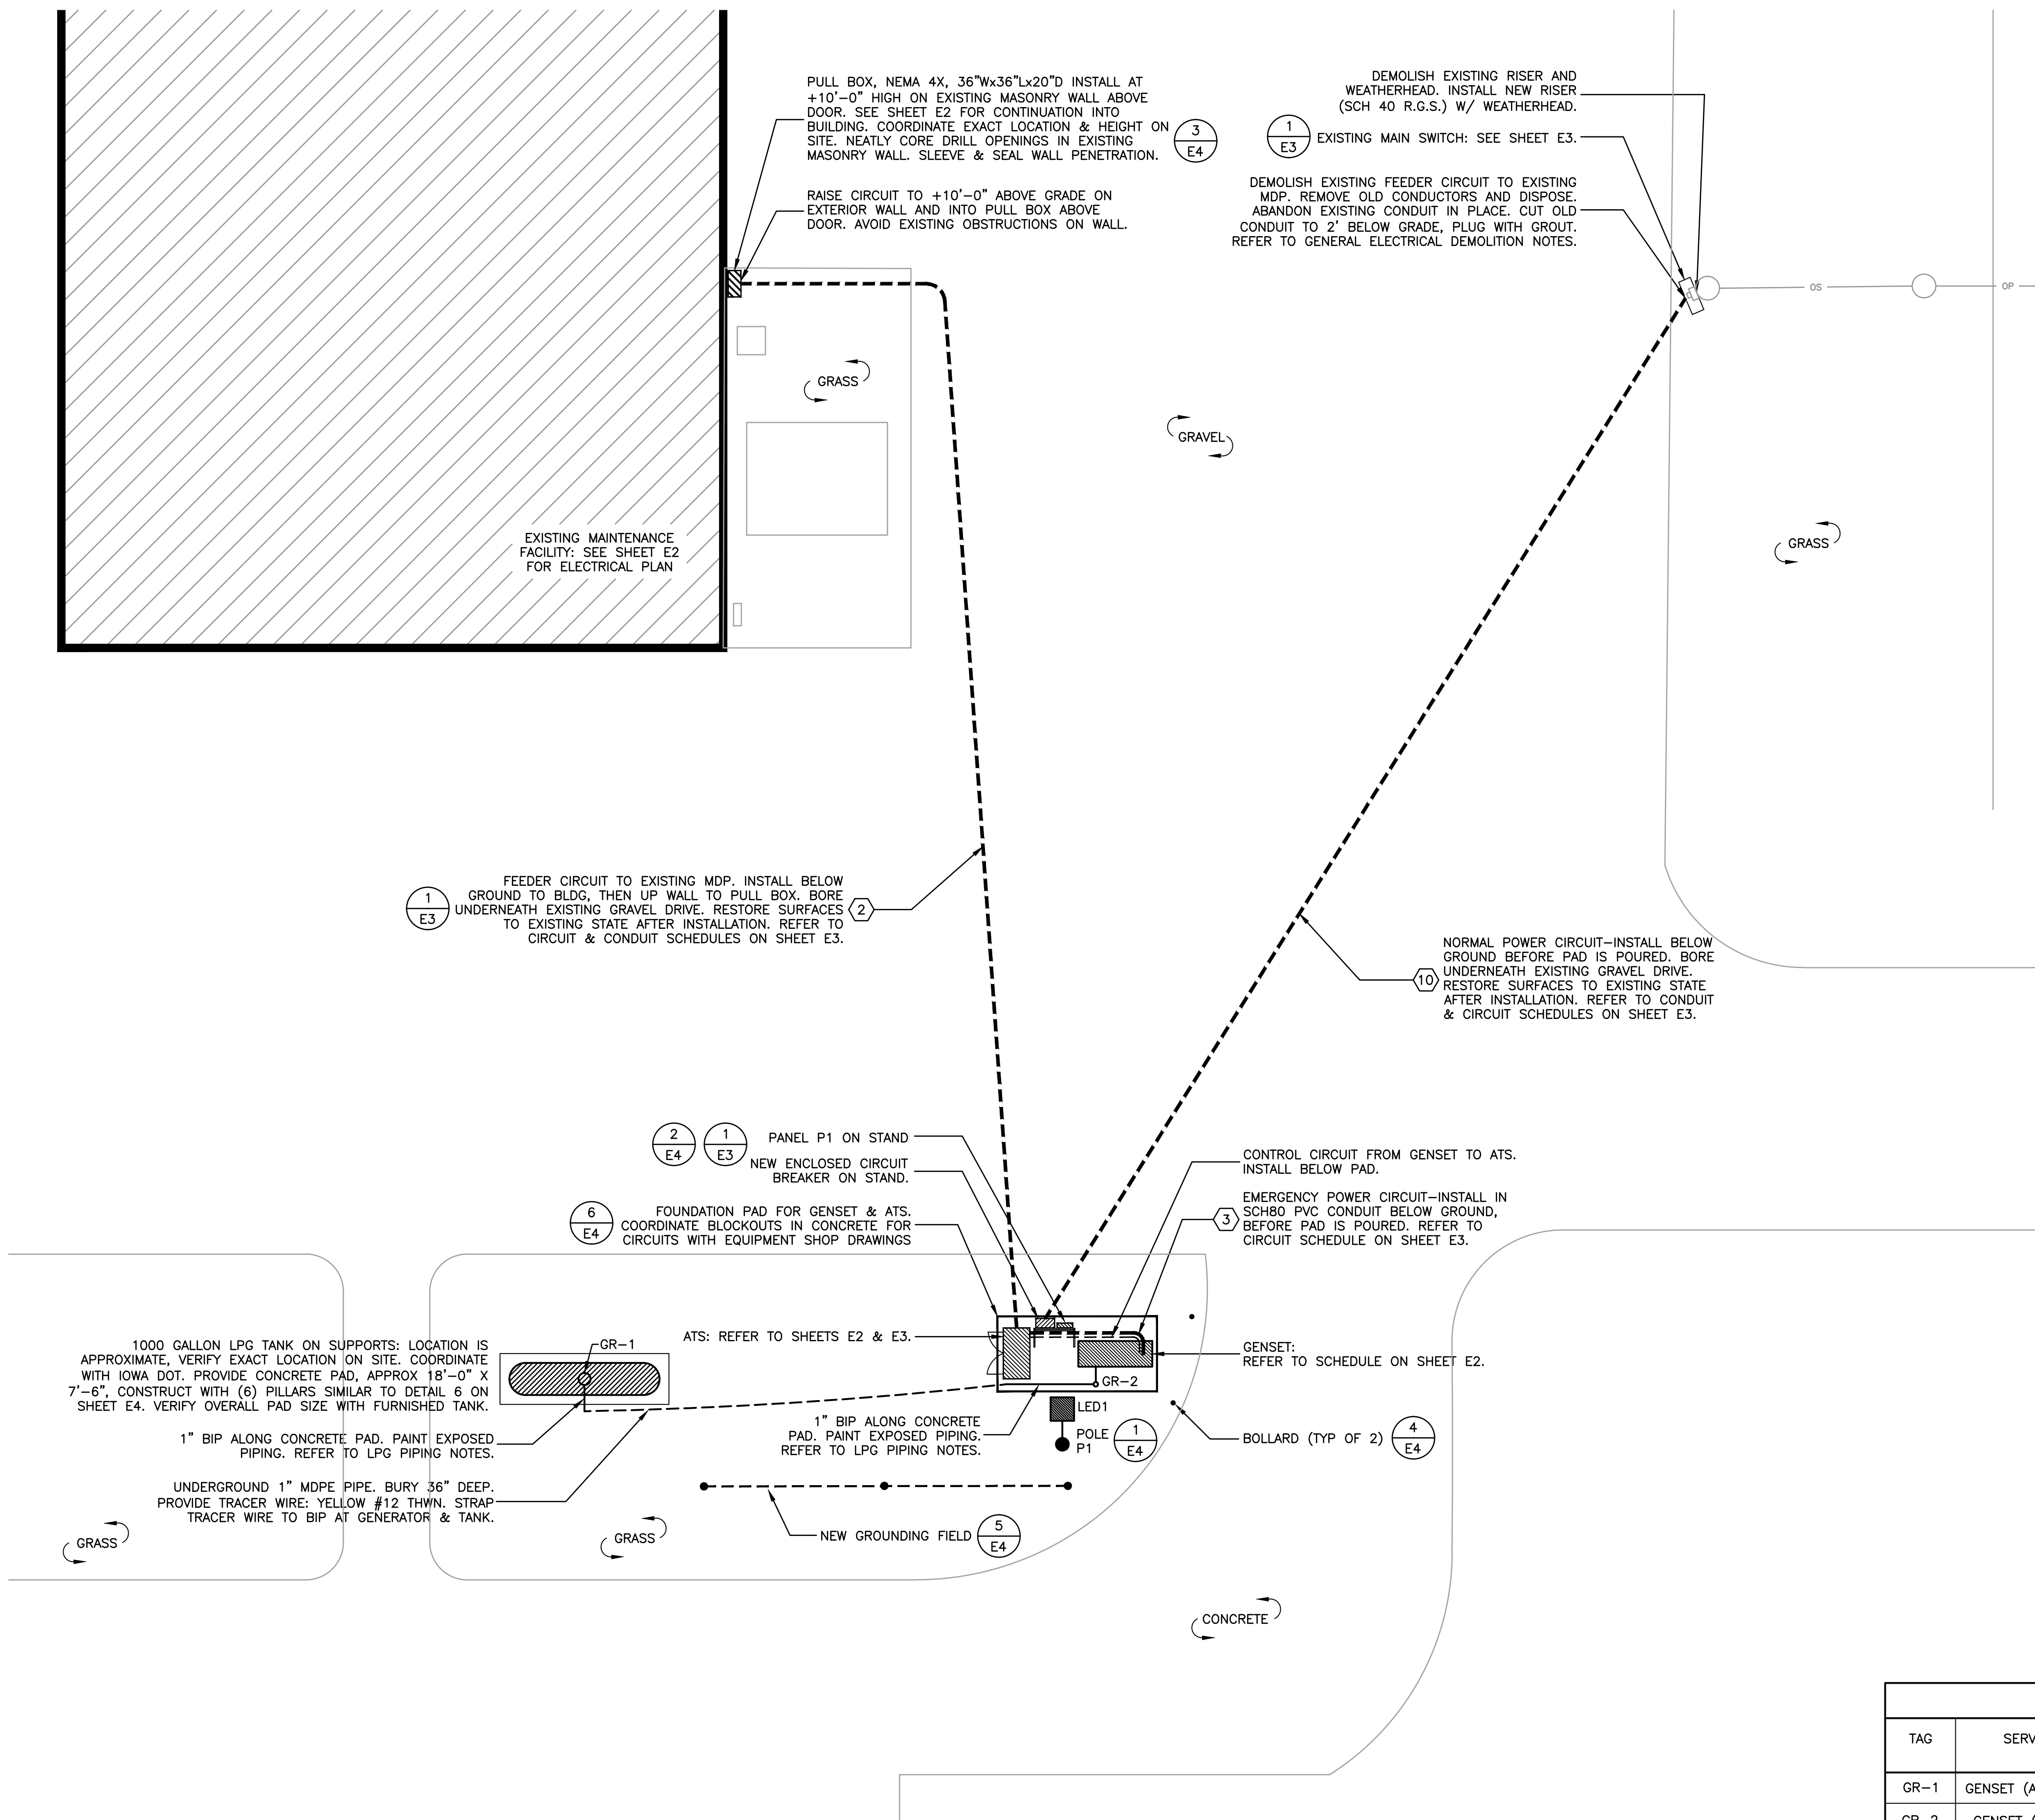 PULL BOX, NEMA 4X, 36"Wx36"Lx20"D INSTALL AT
+10'-0" HIGH ON EXISTING MASONRY WALL ABOVE
DOOR. SEE SHEET E2 FOR CONTINUATION INTO
BUILDING. COORDINATE EXACT LOCATION & HEIGHT ON
SITE. NEATLY CORE DRILL OPENINGS IN EXISTING
MASONRY WALL. SLEEVE & SEAL WALL PENETRATION.
3
E4
RAISE CIRCUIT TO +10'-0" ABOVE GRADE ON
EXTERIOR WALL AND INTO PULL BOX ABOVE
DOOR. AVOID EXISTING OBSTRUCTIONS ON WALL.
DEMOLISH EXISTING RISER AND
WEATHERHEAD. INSTALL NEW RISER
(SCH 40 R.G.S.) W/ WEATHERHEAD.
1
E3
EXISTING MAIN SWITCH: SEE SHEET E3.
DEMOLISH EXISTING FEEDER CIRCUIT TO EXISTING
MDP. REMOVE OLD CONDUCTORS AND DISPOSE.
ABANDON EXISTING CONDUIT IN PLACE. CUT OLD
CONDUIT TO 2' BELOW GRADE, PLUG WITH GROUT.
REFER TO GENERAL ELECTRICAL DEMOLITION NOTES.
OS
OP
GRASS
GRAVEL
GRASS
EXISTING MAINTENANCE
FACILITY: SEE SHEET E2
FOR ELECTRICAL PLAN
1
E3
FEEDER CIRCUIT TO EXISTING MDP. INSTALL BELOW
GROUND TO BLDG, THEN UP WALL TO PULL BOX. BORE
UNDERNEATH EXISTING GRAVEL DRIVE. RESTORE SURFACES
TO EXISTING STATE AFTER INSTALLATION. REFER TO
CIRCUIT & CONDUIT SCHEDULES ON SHEET E3.
2
10
NORMAL POWER CIRCUIT-INSTALL BELOW
GROUND BEFORE PAD IS POURED. BORE
UNDERNEATH EXISTING GRAVEL DRIVE.
RESTORE SURFACES TO EXISTING STATE
AFTER INSTALLATION. REFER TO CONDUIT
& CIRCUIT SCHEDULES ON SHEET E3.
2
E4
1
E3
PANEL P1 ON STAND
NEW ENCLOSED CIRCUIT
BREAKER ON STAND.
6
E4
FOUNDATION PAD FOR GENSET & ATS.
COORDINATE BLOCKOUTS IN CONCRETE FOR
CIRCUITS WITH EQUIPMENT SHOP DRAWINGS
CONTROL CIRCUIT FROM GENSET TO ATS.
INSTALL BELOW PAD.
3
EMERGENCY POWER CIRCUIT-INSTALL IN
SCH80 PVC CONDUIT BELOW GROUND,
BEFORE PAD IS POURED. REFER TO
CIRCUIT SCHEDULE ON SHEET E3.
ATS: REFER TO SHEETS E2 & E3.
GENSET:
REFER TO SCHEDULE ON SHEET E2.
1000 GALLON LPG TANK ON SUPPORTS: LOCATION IS
APPROXIMATE, VERIFY EXACT LOCATION ON SITE. COORDINATE
WITH IOWA DOT. PROVIDE CONCRETE PAD, APPROX 18'-0" X
7'-6", CONSTRUCT WITH (6) PILLARS SIMILAR TO DETAIL 6 ON
SHEET E4. VERIFY OVERALL PAD SIZE WITH FURNISHED TANK.
GR-1
GR-2
1" BIP ALONG CONCRETE PAD. PAINT EXPOSED
PIPING. REFER TO LPG PIPING NOTES.
1" BIP ALONG CONCRETE
PAD. PAINT EXPOSED PIPING.
REFER TO LPG PIPING NOTES.
LED1
POLE
P1
1
E4
BOLLARD (TYP OF 2)
4
E4
UNDERGROUND 1" MDPE PIPE. BURY 36" DEEP.
PROVIDE TRACER WIRE: YELLOW #12 THWN. STRAP
TRACER WIRE TO BIP AT GENERATOR & TANK.
NEW GROUNDING FIELD
5
E4
GRASS
GRASS
CONCRETE
TAG
GR-1 GENSET
GR-2 GENSET